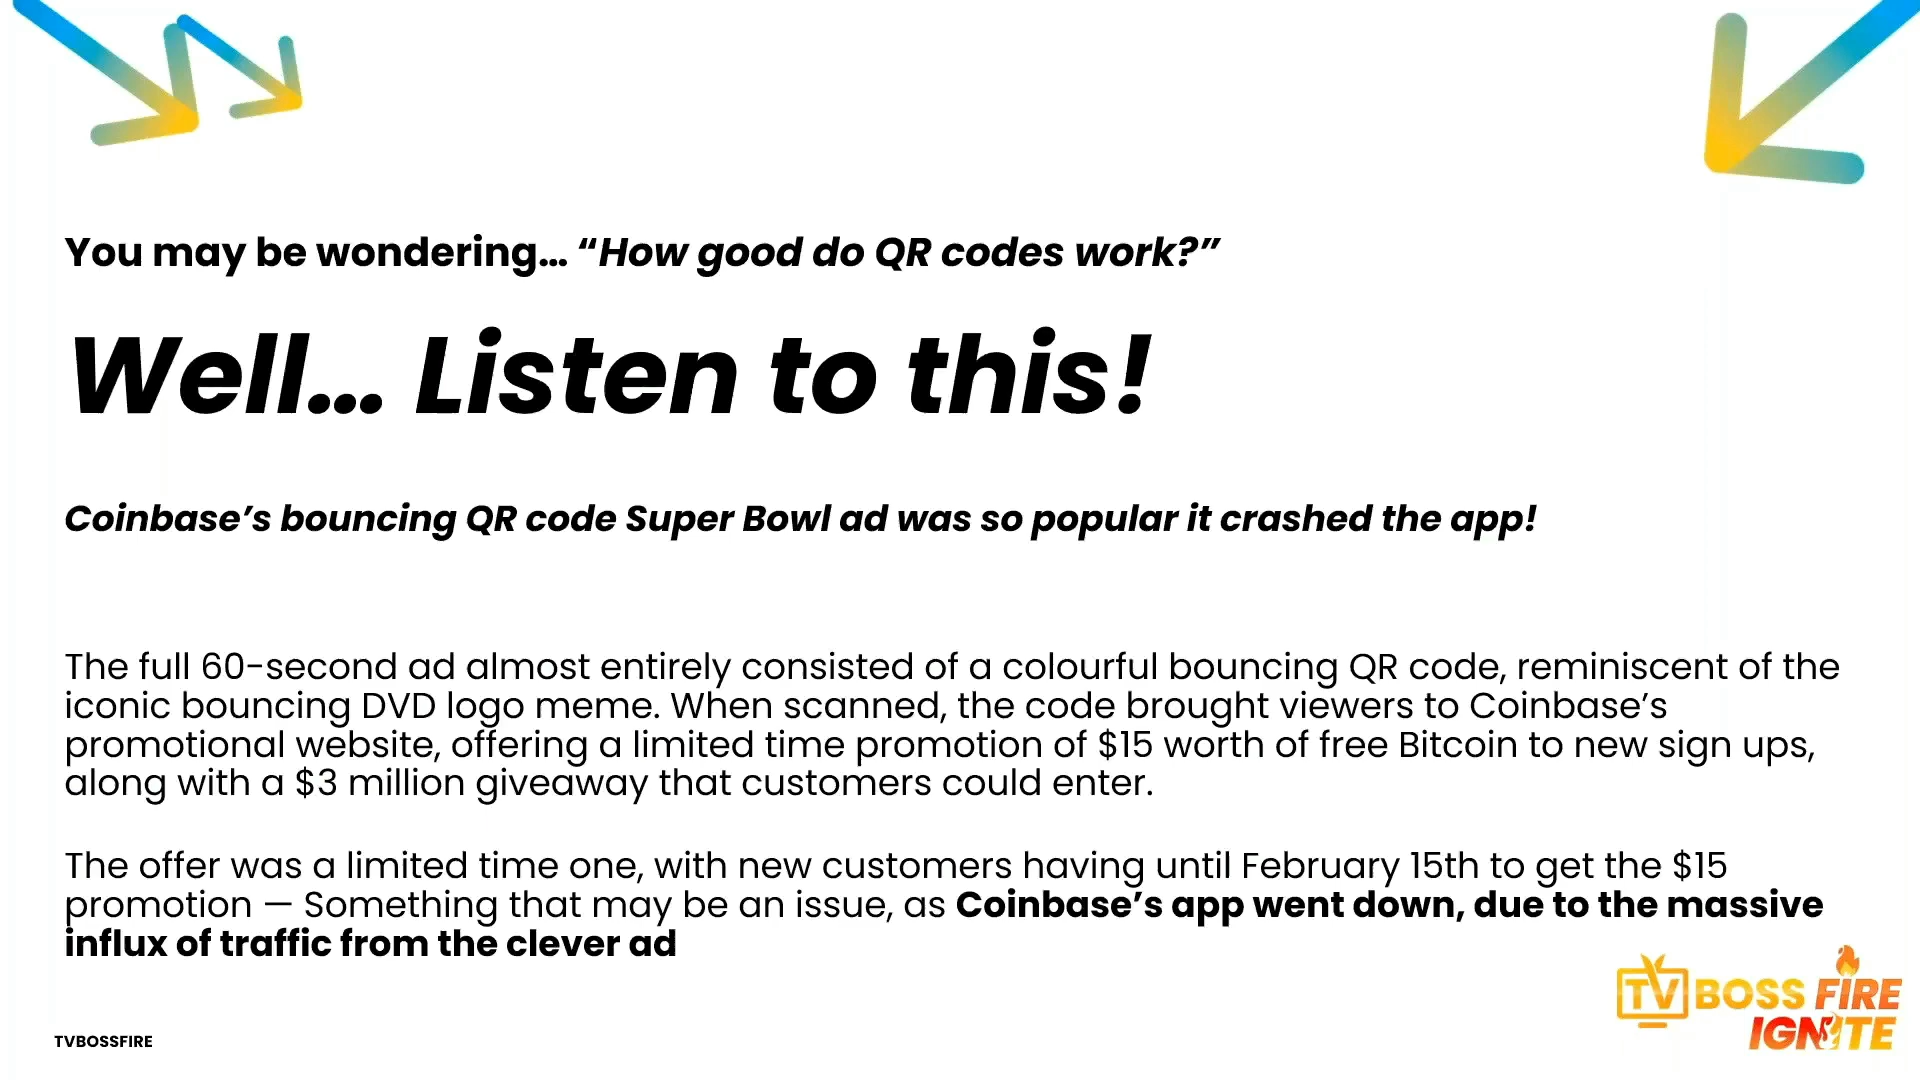 You may be wondering… “How good do QR codes work?”
Well… Listen to this!
Coinbase’s bouncing QR code Super Bowl ad was so popular it crashed the app!
The full 60-second ad almost entirely consisted of a colourful bouncing QR code, reminiscent of the
iconic bouncing DVD logo meme. When scanned, the code brought viewers to Coinbase’s
promotional website, offering a limited time promotion of $15 worth of free Bitcoin to new sign ups,
along with a $3 million giveaway that customers could enter.
The offer was a limited time one, with new customers having until February 15th to get the $15
promotion — Something that may be an issue, as Coinbase’s app went down, due to the massive
influx of traffic from the clever ad
TV BOSS FIRE
IGNITE
TVBOSSFIRE